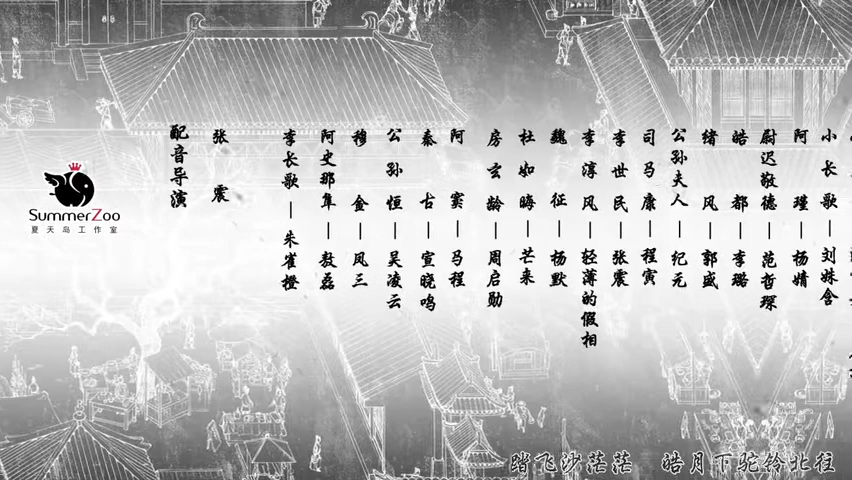 SummerZoo
夏天岛工作室
配音导演
张震
李长歌—朱雀橙
阿史那隼—敖磊
穆金—凤三
公孙恒—吴凌云
秦古—宣晓鸣
阿窦—马程
房玄龄—周启勋
杜如晦—芒来
魏征—杨默
李淳风—轻薄的假相
李世民—张震
司马康—程寅
公孙夫人—纪元
绪风—郭盛
皓都—李璐
尉迟敬德—范哲琛
阿瑾—杨婧
小长歌—刘姝含
踏飞沙茫茫 皓月下驼铃北往